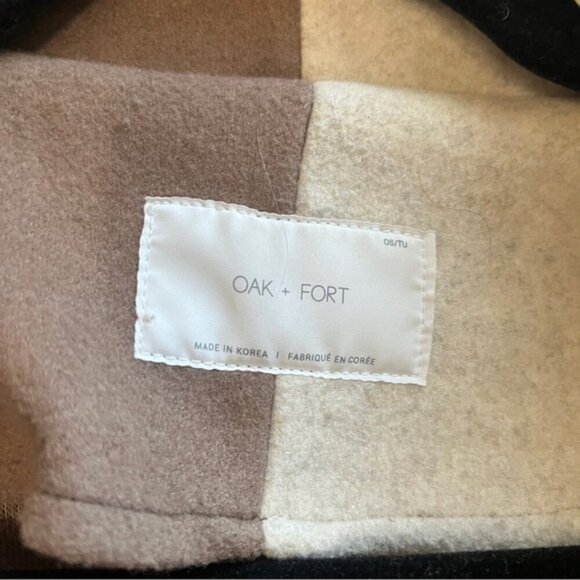 OS/TU
OAK + FORT
MADE IN KOREA | FABRIQUÉ EN CORÉE